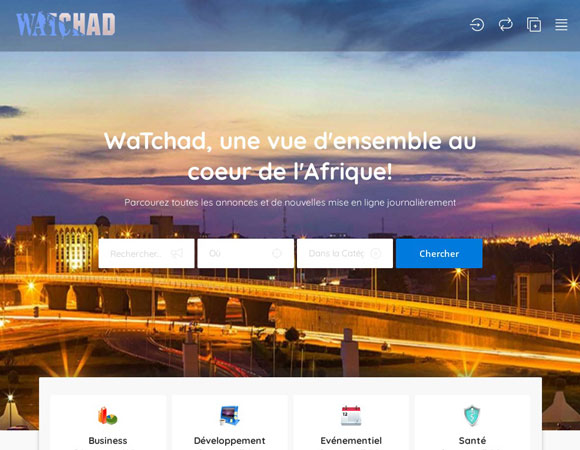 WATCHAD
WaTchad, une vue d'ensemble au
coeur de l'Afrique!
Parcourez toutes les annonces et de nouvelles mise en ligne journalièrement
Rechercher... Où Dans la Catég Chercher
Business Développement Evénementiel Santé